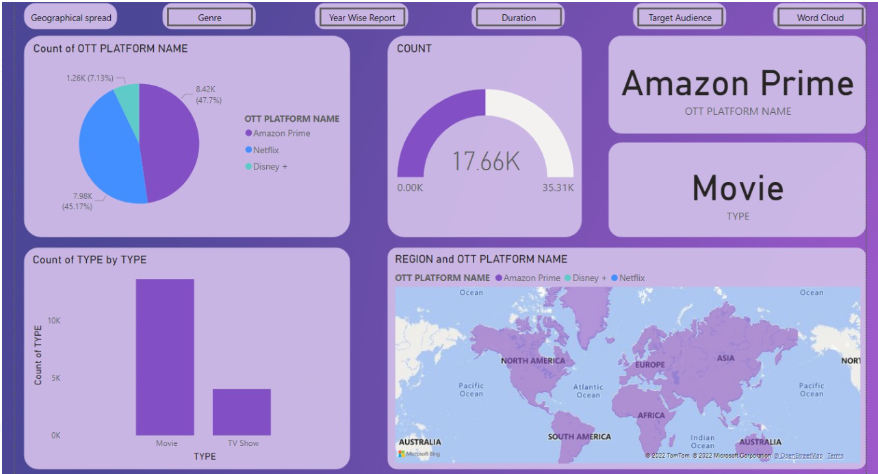 Geographical spread
Genre
Year Wise Report
Duration
Target Audience
Word Cloud
Count of OTT PLATFORM NAME
1.26K (7.13%)
8.42K
(47.7%)
7.98K
(45.17%)
OTT PLATFORM NAME
Amazon Prime
Netflix
Disney +
COUNT
17.66K
0.00K
35.31K
Amazon Prime
OTT PLATFORM NAME
Movie
TYPE
Count of TYPE by TYPE
Count of TYPE
10K
5K
0K
Movie
TV Show
TYPE
REGION and OTT PLATFORM NAME
OTT PLATFORM NAME Amazon Prime Disney + Netflix
Ocean
Ocean
NORTH AMERICA
EUROPE
ASIA
NORT
Pacific
Ocean
Atlantic
Ocean
Pacific
Ocean
AFRICA
SOUTH AMERICA
Indian
Ocean
AUSTRALIA
AUSTRALIA
Microsoft Bing
© 2022 TomTom, © 2022 Microsoft Corporation, © OpenStreetMap Terms